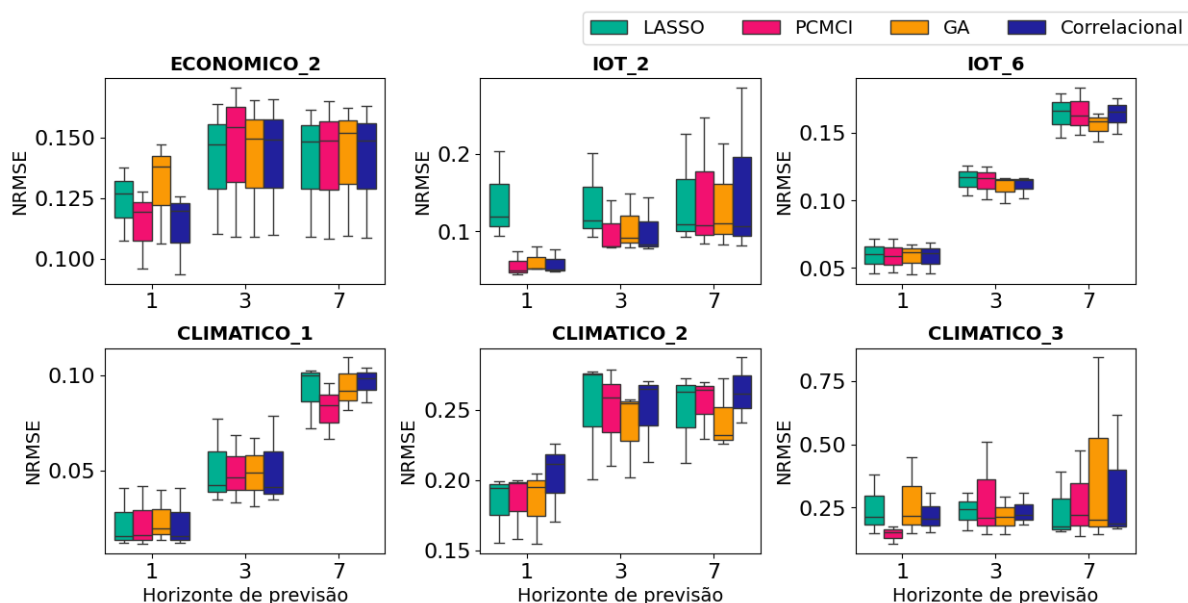 LASSO PCMCI GA Correlacional
ECONOMICO_2
NRMSE
0.150
0.125
0.100
1 3 7
IOT_2
NRMSE
0.2
0.1
1 3 7
IOT_6
NRMSE
0.15
0.10
0.05
1 3 7
CLIMATICO_1
NRMSE
0.10
0.05
1 3 7
Horizonte de previsão
CLIMATICO_2
NRMSE
0.25
0.20
0.15
1 3 7
Horizonte de previsão
CLIMATICO_3
NRMSE
0.75
0.50
0.25
1 3 7
Horizonte de previsão